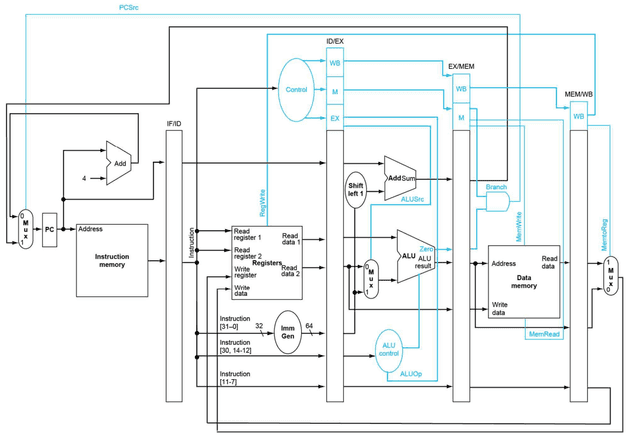 PCSrc
ID/EX
WB
EX/MEM
Control
M
WB
MEM/WB
EX
M
WB
IF/ID
Add
4
Add Sum
Shift
left 1
ALUSrc
Branch
RegWrite
MemWrite
MemtoReg
0
M
u
x
1
PC
Address
Instruction
memory
Instruction
Read
register 1
Read
data 1
Read
register 2
Registers
Read
data 2
Write
register
Write
data
0
M
u
x
1
Zero
ALU
ALU
result
Address
Read
data
Data
memory
Write
data
1
M
u
x
0
Instruction
[31–0]
32
Imm
Gen
64
MemRead
Instruction
[30, 14-12]
ALU
control
ALUOp
Instruction
[11-7]